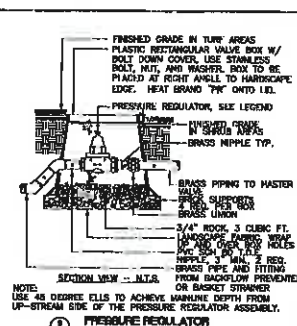 FINISHED GRADE IN TURF AREAS
PLASTIC RECTANGULAR VALVE BOX W/
BOLT DOWN COVER. USE STAINLESS
BOLT, NUT, AND WASHER. BOX TO BE
PLACED AT RIGHT ANGLE TO HARDSCAPE
EDGE. HEAT BRAND "PR" ONTO LID.
PRESSURE REGULATOR, SEE LEGEND
FINISHED GRADE
IN SHRUB AREAS
BRASS NIPPLE TYP.
BRASS PIPING TO MASTER
VALVE
BRICK SUPPORTS
4 REQ. PER BOX
BRASS UNION
3/4" ROCK, 3 CUBIC FT.
LANDSCAPE FABRIC WRAP
UP AND OVER BOX HOLES
PVC SCH 80 T.O.E.
NIPPLE, 3" MIN., 2 REQ.
BRASS PIPE AND FITTING
FROM BACKFLOW PREVENTER
OR BASKET STRAINER
SECTION VIEW - N.T.S.
NOTE:
USE 45 DEGREE ELLS TO ACHIEVE MAINLINE DEPTH FROM
UP-STREAM SIDE OF THE PRESSURE REGULATOR ASSEMBLY.
PRESSURE REGULATOR